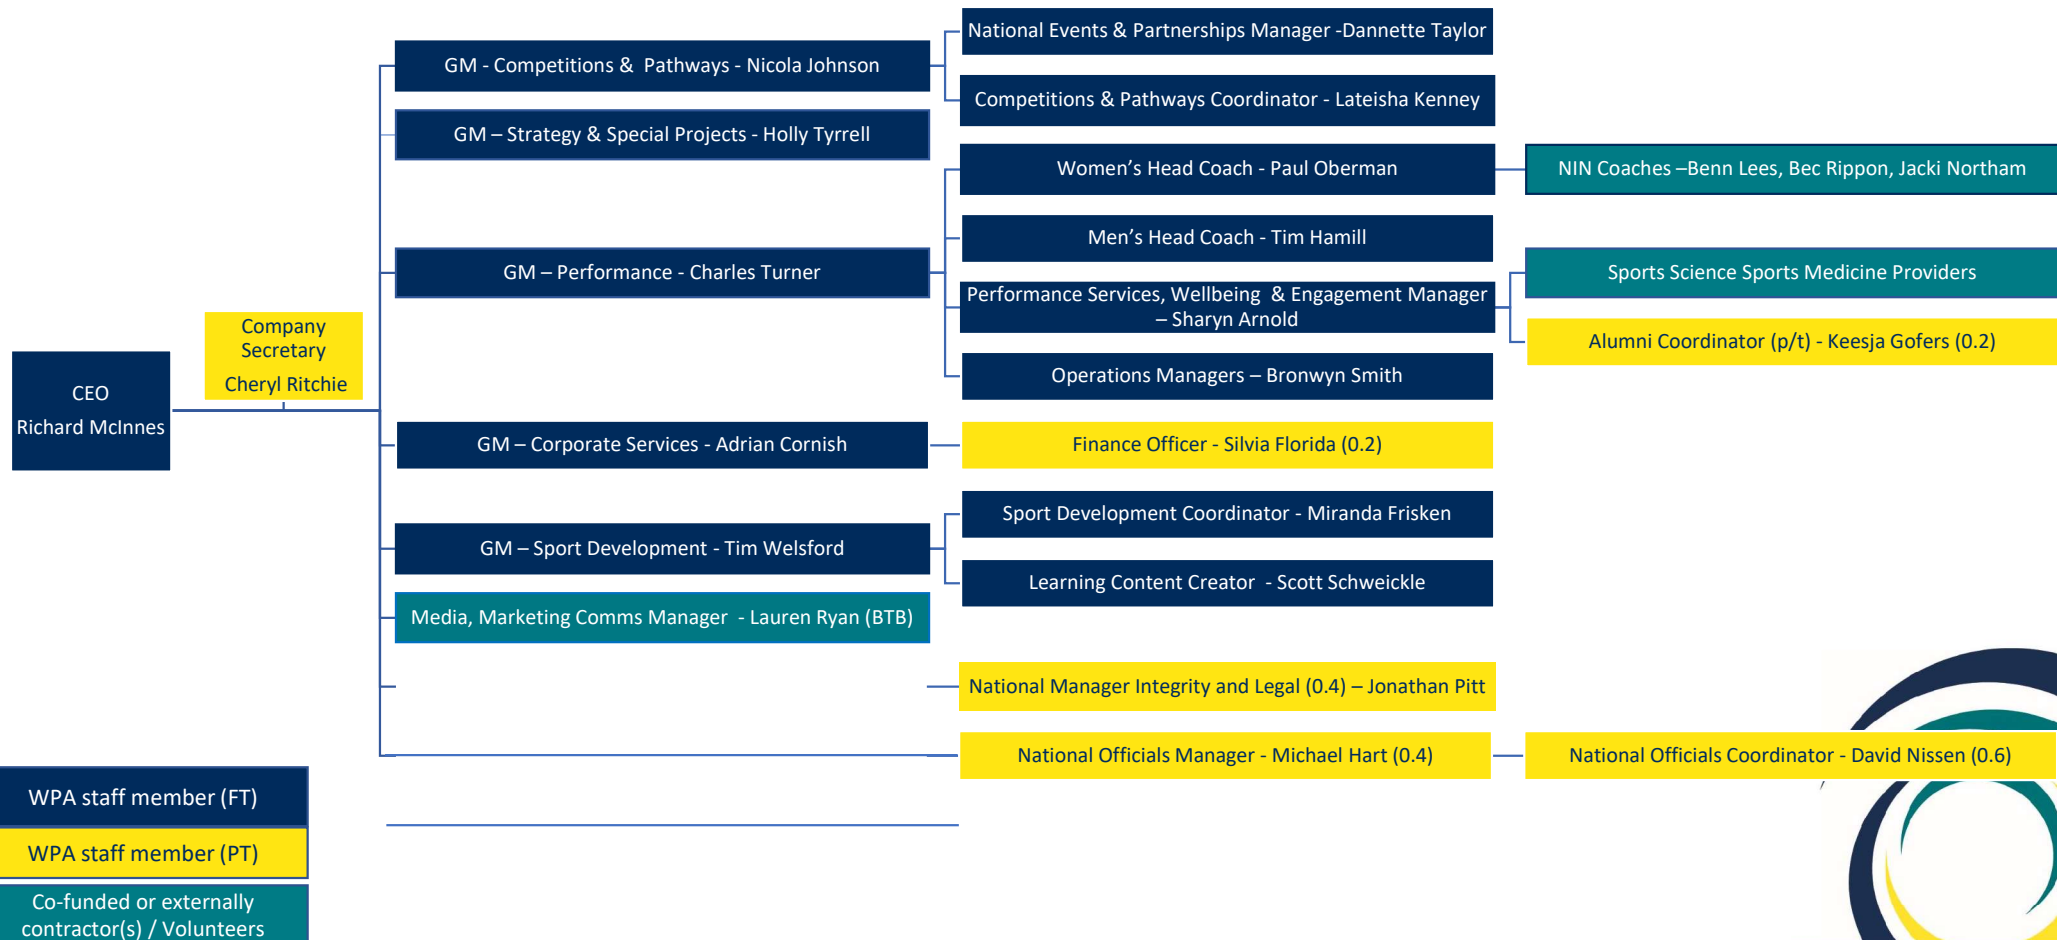 National Events & Partnerships Manager -Dannette Taylor
GM - Competitions & Pathways - Nicola Johnson
Competitions & Pathways Coordinator - Lateisha Kenney
GM – Strategy & Special Projects - Holly Tyrrell
Women’s Head Coach - Paul Oberman
NIN Coaches –Benn Lees, Bec Rippon, Jacki Northam
Men’s Head Coach - Tim Hamill
GM – Performance - Charles Turner
Sports Science Sports Medicine Providers
Performance Services, Wellbeing & Engagement Manager
– Sharyn Arnold
Alumni Coordinator (p/t) - Keesja Gofers (0.2)
Operations Managers – Bronwyn Smith
Company
Secretary
Cheryl Ritchie
CEO
Richard McInnes
GM – Corporate Services - Adrian Cornish
Finance Officer - Silvia Florida (0.2)
Sport Development Coordinator - Miranda Frisken
GM – Sport Development - Tim Welsford
Learning Content Creator - Scott Schweickle
Media, Marketing Comms Manager - Lauren Ryan (BTB)
National Manager Integrity and Legal (0.4) – Jonathan Pitt
National Officials Manager - Michael Hart (0.4)
National Officials Coordinator - David Nissen (0.6)
WPA staff member (FT)
WPA staff member (PT)
Co-funded or externally
contractor(s) / Volunteers